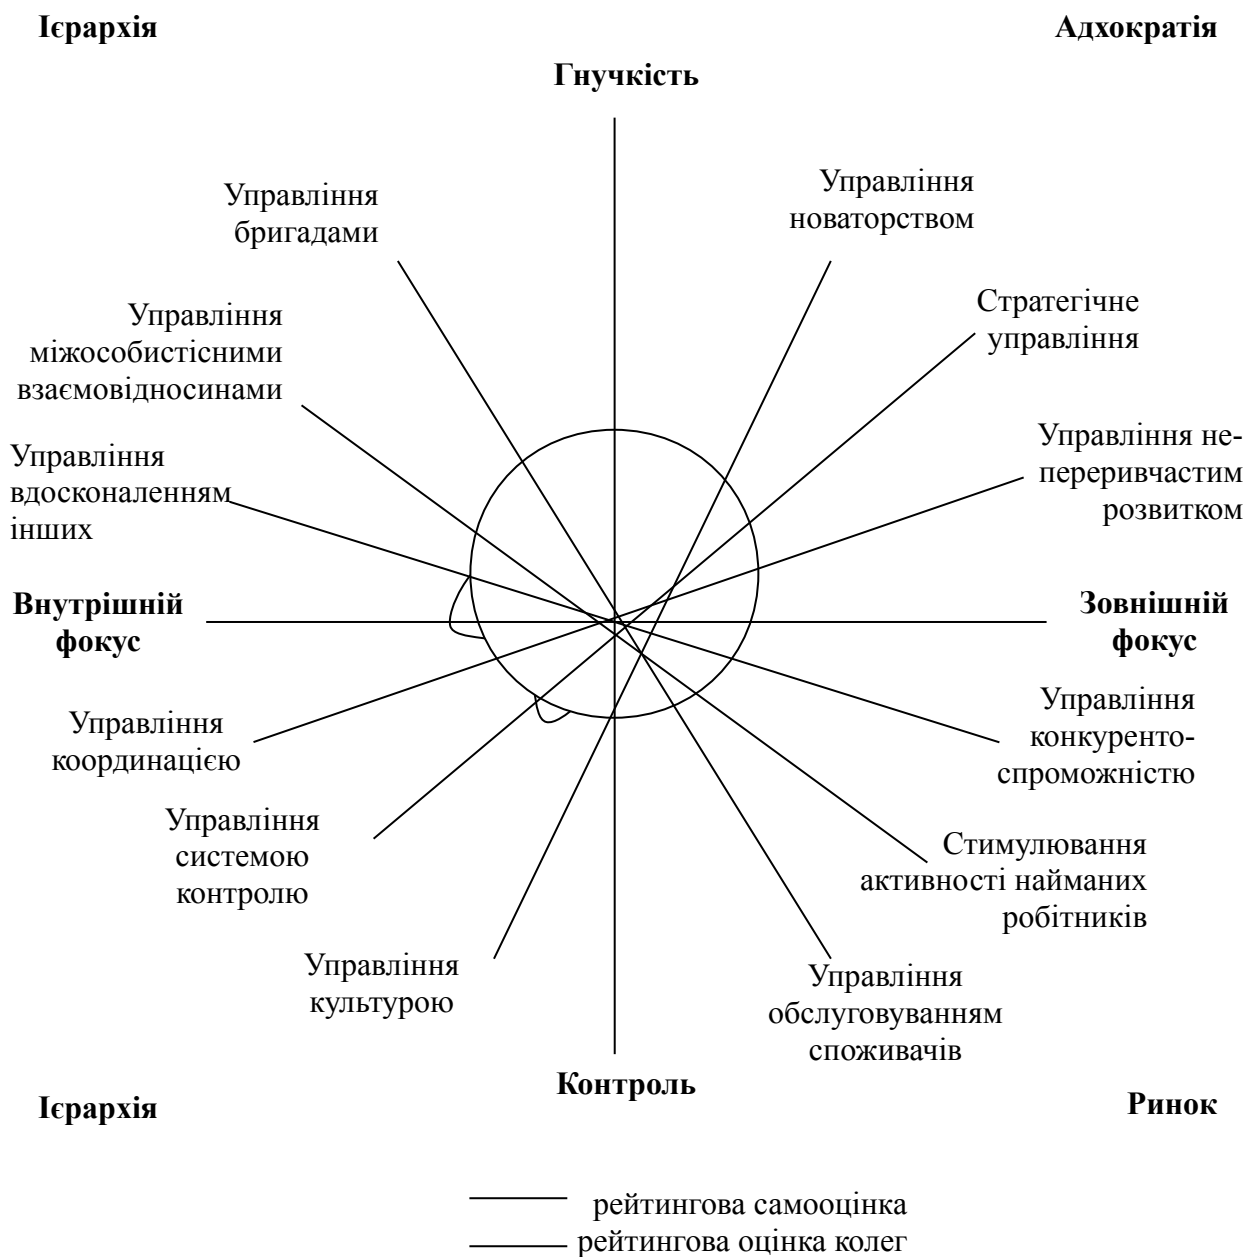 Ієрархія
Адхократія
Гнучкість
Управління
бригадами
Управління
новаторством
Управління
міжособистісними
взаємовідносинами
Стратегічне
управління
Управління
вдосконаленням
інших
Управління не-
переривчастим
розвитком
Внутрішній
фокус
Зовнішній
фокус
Управління
координацією
Управління
конкуренто-
спроможністю
Управління
системою
контролю
Стимулювання
активності найманих
робітників
Управління
культурою
Управління
обслуговуванням
споживачів
Контроль
Ієрархія
Ринок
рейтингова самооцінка
рейтингова оцінка колег